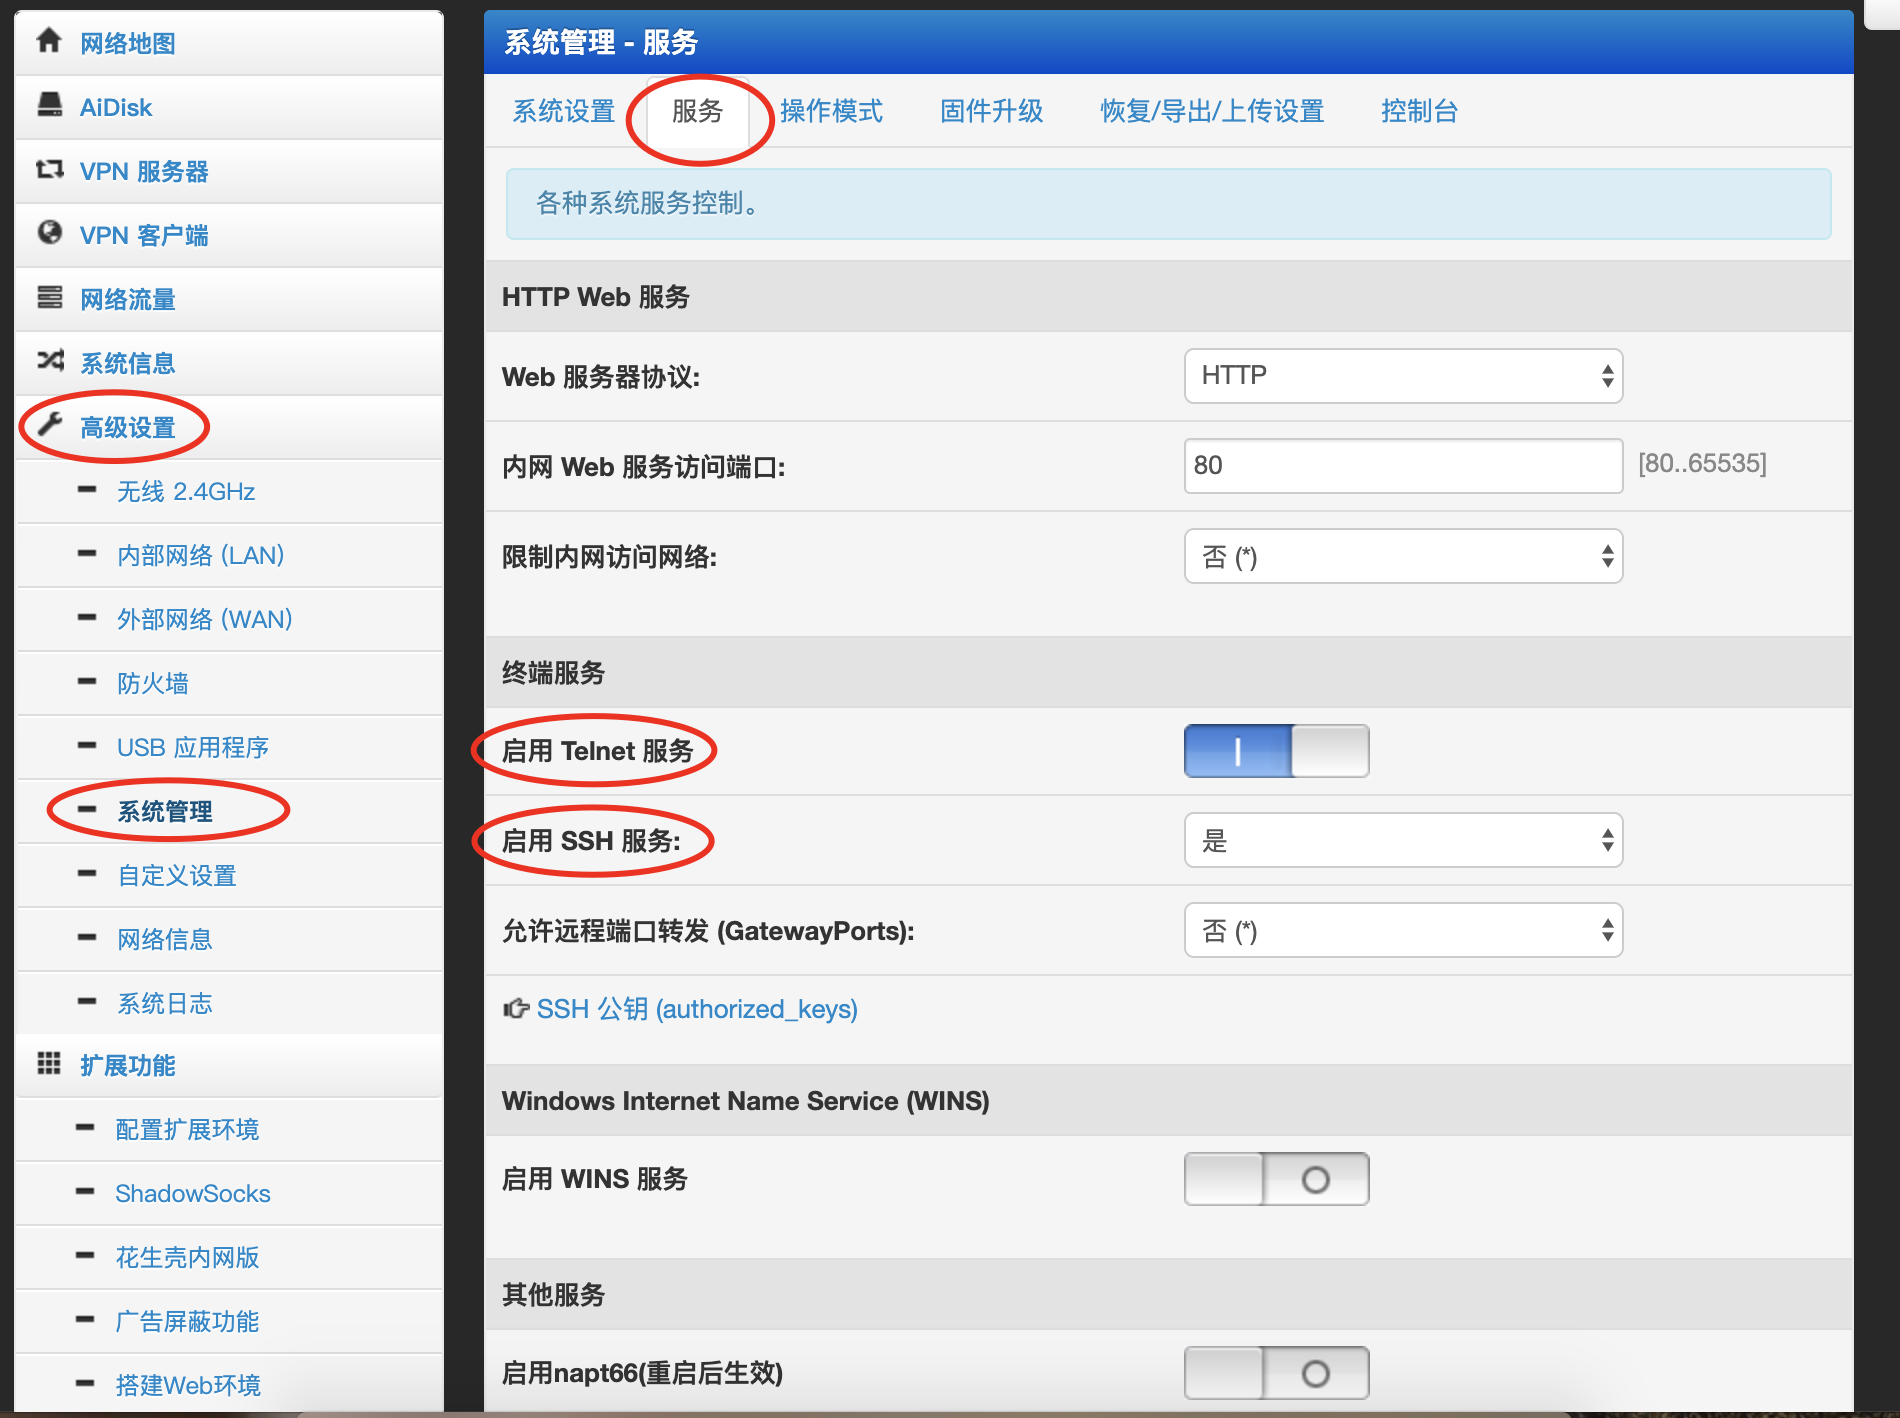 网络地图
AiDisk
VPN 服务器
VPN 客户端
网络流量
系统信息
高级设置
无线 2.4GHz
内部网络 (LAN)
外部网络 (WAN)
防火墙
USB 应用程序
系统管理
自定义设置
网络信息
系统日志
扩展功能
配置扩展环境
ShadowSocks
花生壳内网版
广告屏蔽功能
搭建Web环境
系统管理 - 服务
系统设置 服务 操作模式 固件升级 恢复/导出/上传设置 控制台
各种系统服务控制。
HTTP Web 服务
Web 服务器协议: HTTP
内网 Web 服务访问端口: 80 [80..65535]
限制内网访问网络: 否 (*)
终端服务
启用 Telnet 服务
启用 SSH 服务: 是
允许远程端口转发 (GatewayPorts): 否 (*)
SSH 公钥 (authorized_keys)
Windows Internet Name Service (WINS)
启用 WINS 服务
其他服务
启用napt66(重启后生效)